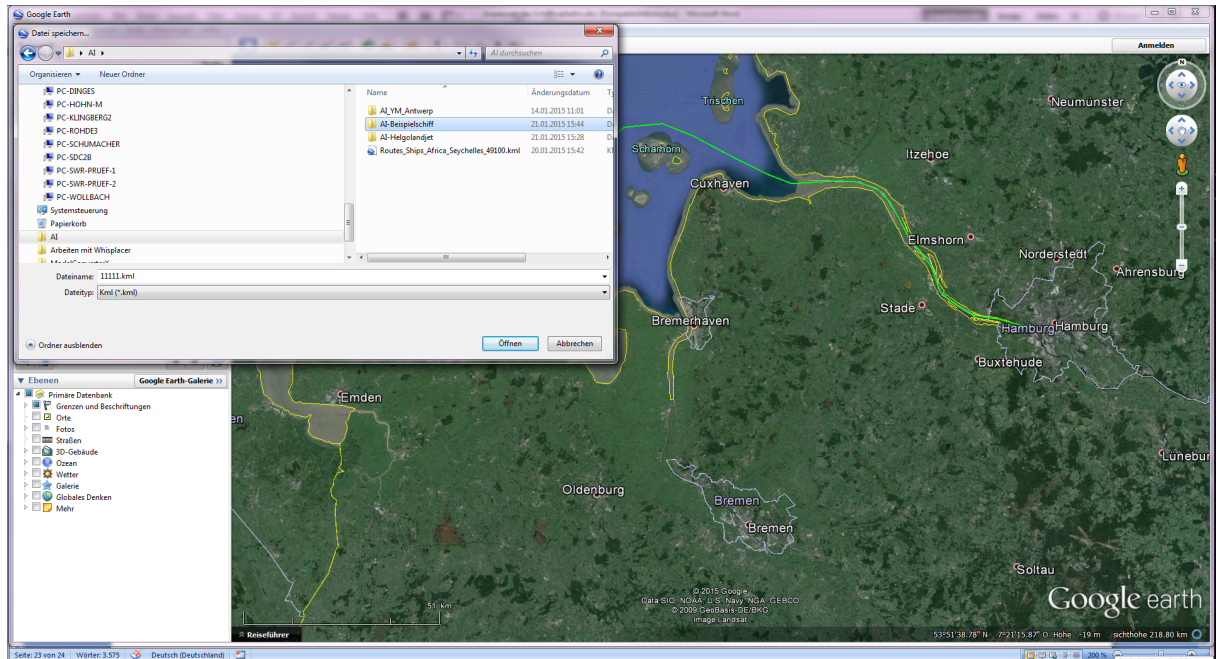 Google Earth
Datei speichern...
AI
AI durchsuchen
Organisieren
Neuer Ordner
PC-DINGES
PC-HOHN-M
PC-KLINGBERG2
PC-ROHDE3
PC-SCHUMACHER
PC-SDC2B
PC-SWR-PRUEF-1
PC-SWR-PRUEF-2
PC-WOLLBACH
Systemsteuerung
Papierkorb
AI
Arbeiten mit Whisplacer
Name Änderungsdatum
AI_YM_Antwerp 14.01.2015 11:01
AI-Beispielschiff 21.01.2015 15:44
AI-Helgolandjet 21.01.2015 15:28
Routes_Ships_Africa_Seychelles_49100.kml 20.01.2015 15:42
Dateiname: 11111.kml
Dateityp: Kml (*.kml)
Ordner ausblenden
Öffnen
Abbrechen
Anmelden
N
Ebenen
Google Earth-Galerie >>
Primäre Datenbank
Grenzen und Beschriftungen
Orte
Fotos
Straßen
3D-Gebäude
Ozean
Wetter
Galerie
Globales Denken
Mehr
Trischen
Neumünster
Scharhörn
Itzehoe
Cuxhaven
Elmshorn
Norderstedt
Ahrensburg
Stade
Bremerhaven
Hamburg
Hamburg
Buxtehude
Emden
en
Lünebur
Oldenburg
Bremen
Bremen
Soltau
51 km
© 2015 Google
Data SIO, NOAA, U.S. Navy, NGA, GEBCO
© 2009 GeoBasis-DE/BKG
Image Landsat
Google earth
Reiseführer
53°51'38.78" N 7°21'15.87" O Höhe -19 m sichthöhe 218.80 km
Seite: 23 von 24 Wörter: 3.575 Deutsch (Deutschland)
200 %